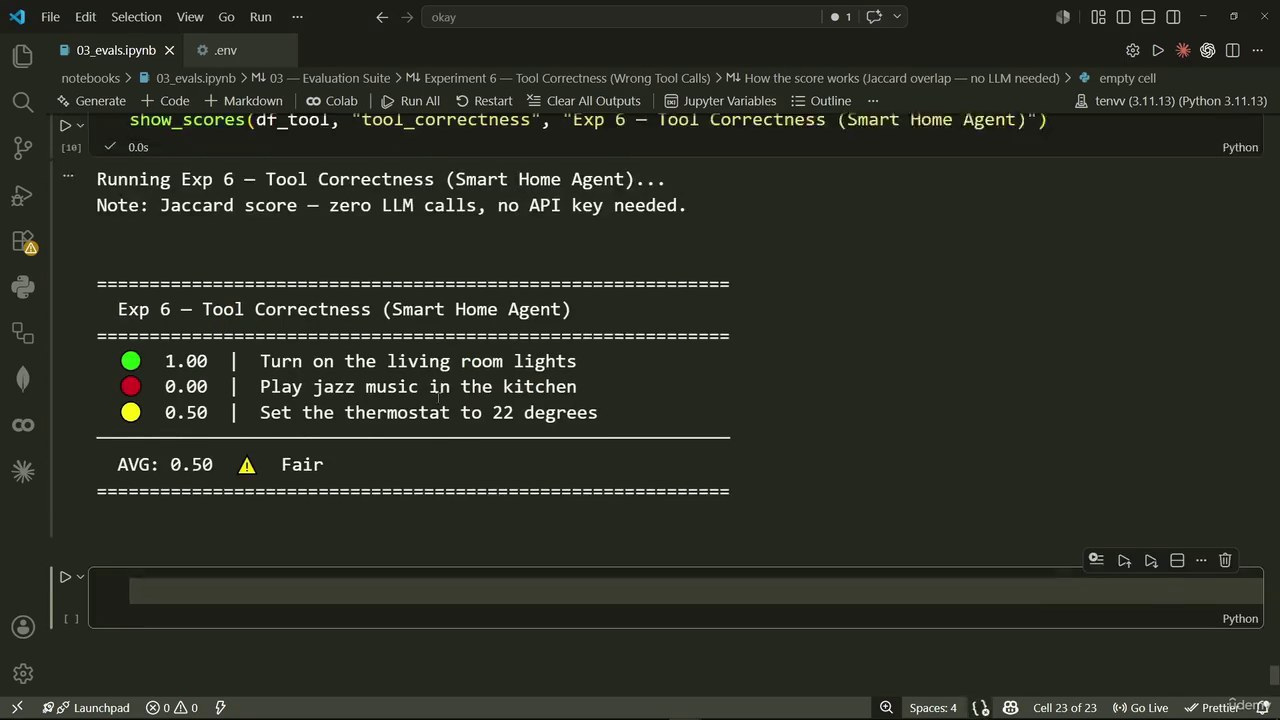 File Edit Selection View Go Run ··· okay 1
03_evals.ipynb .env
notebooks > 03_evals.ipynb > M↓ 03 — Evaluation Suite > M↓ Experiment 6 — Tool Correctness (Wrong Tool Calls) > M↓ How the score works (Jaccard overlap — no LLM needed) > empty cell
Generate + Code + Markdown Colab Run All Restart Clear All Outputs Jupyter Variables Outline ··· tenvv (3.11.13) (Python 3.11.13)
show_scores(df_tool, "tool_correctness", "Exp 6 — Tool Correctness (Smart Home Agent)")
[10] 0.0s Python
Running Exp 6 — Tool Correctness (Smart Home Agent)...
Note: Jaccard score — zero LLM calls, no API key needed.
============================================================
Exp 6 — Tool Correctness (Smart Home Agent)
============================================================
1.00 | Turn on the living room lights
0.00 | Play jazz music in the kitchen
0.50 | Set the thermostat to 22 degrees
AVG: 0.50 Fair
============================================================
[ ] Python
Launchpad 0 0 Spaces: 4 Cell 23 of 23 Go Live Prettier
udemy